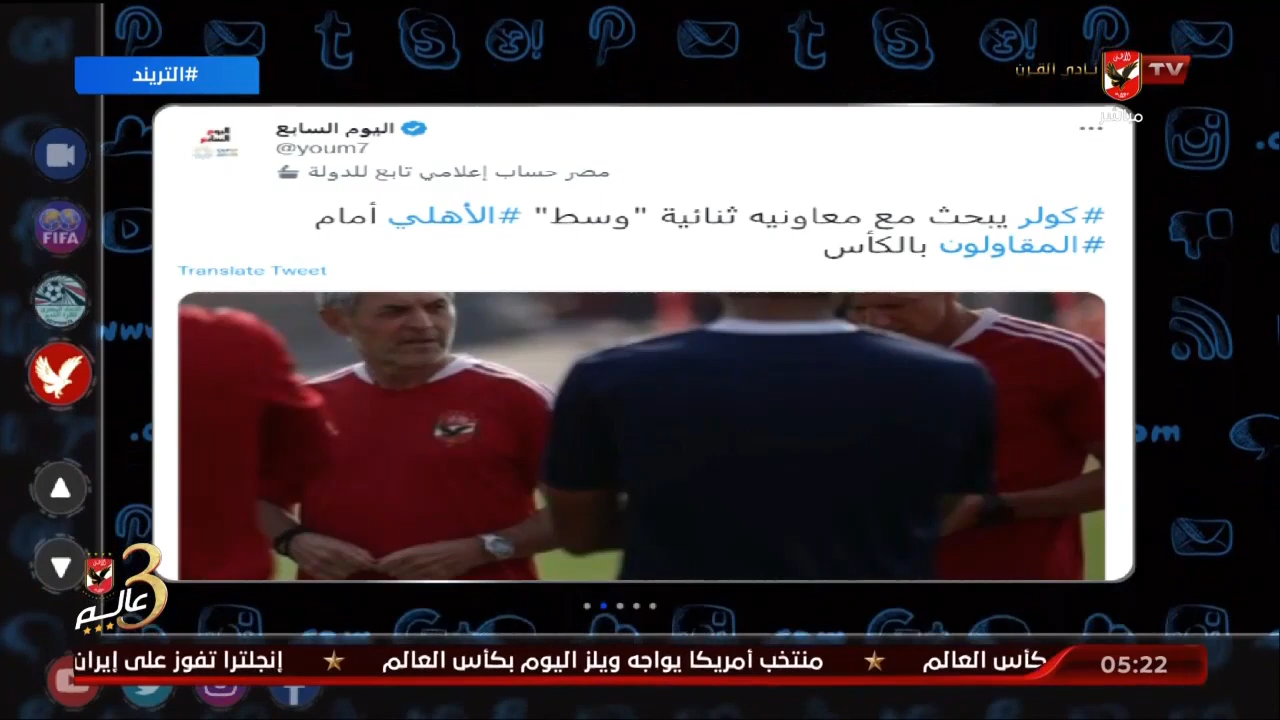 #التريند
نادي القرن
TV
مباشر
اليوم السابع
@youm7
مصر حساب إعلامي تابع للدولة
#كولر يبحث مع معاونيه ثنائية "وسط" #الأهلي أمام
#المقاولون بالكأس
Translate Tweet
FIFA
3
عالم
كأس العالم ★ منتخب أمريكا يواجه ويلز اليوم بكأس العالم ★ إنجلترا تفوز على إيران
05:22